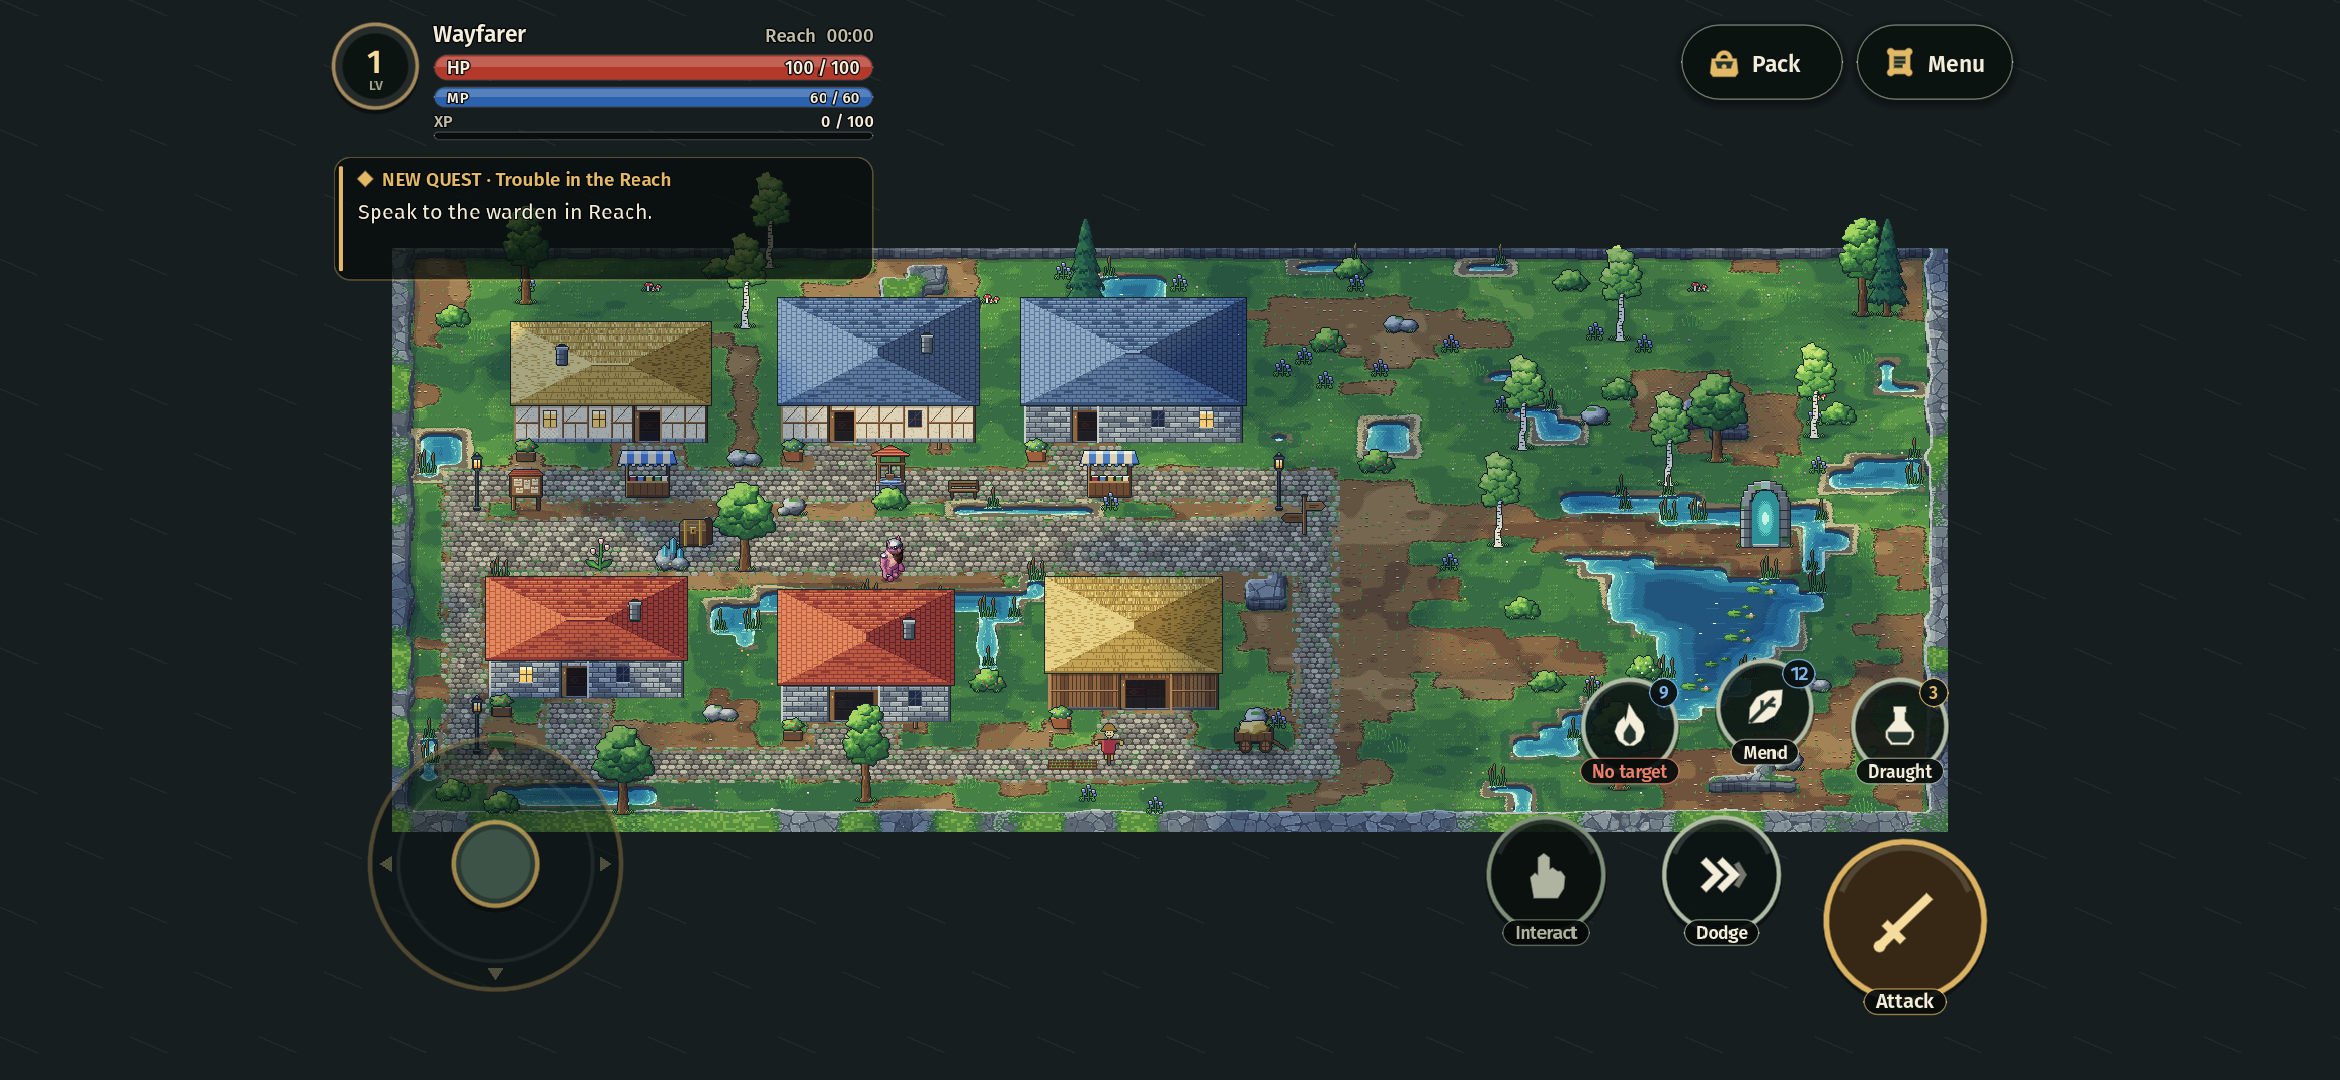 Wayfarer
Reach 00:00
1
LV
HP 100 / 100
MP 60 / 60
XP 0 / 100
Pack
Menu
NEW QUEST · Trouble in the Reach
Speak to the warden in Reach.
9
12
3
No target
Mend
Draught
Interact
Dodge
Attack